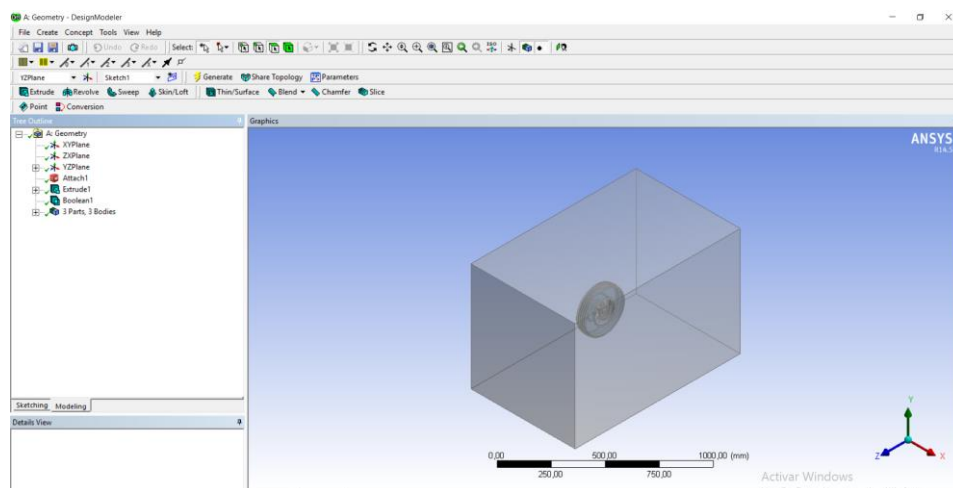 A: Geometry - DesignModeler
File Create Concept Tools View Help
Undo Redo Select:
YZPlane Sketch1 Generate Share Topology Parameters
Extrude Revolve Sweep Skin/Loft Thin/Surface Blend Chamfer Slice
Point Conversion
Tree Outline
A: Geometry
XYPlane
ZXPlane
YZPlane
Attach1
Extrude1
Boolean1
3 Parts, 3 Bodies
Sketching Modeling
Details View
Graphics
ANSYS
R16.
0,00 500,00 1000,00 (mm)
250,00 750,00
Y
Z X
Activar Windows